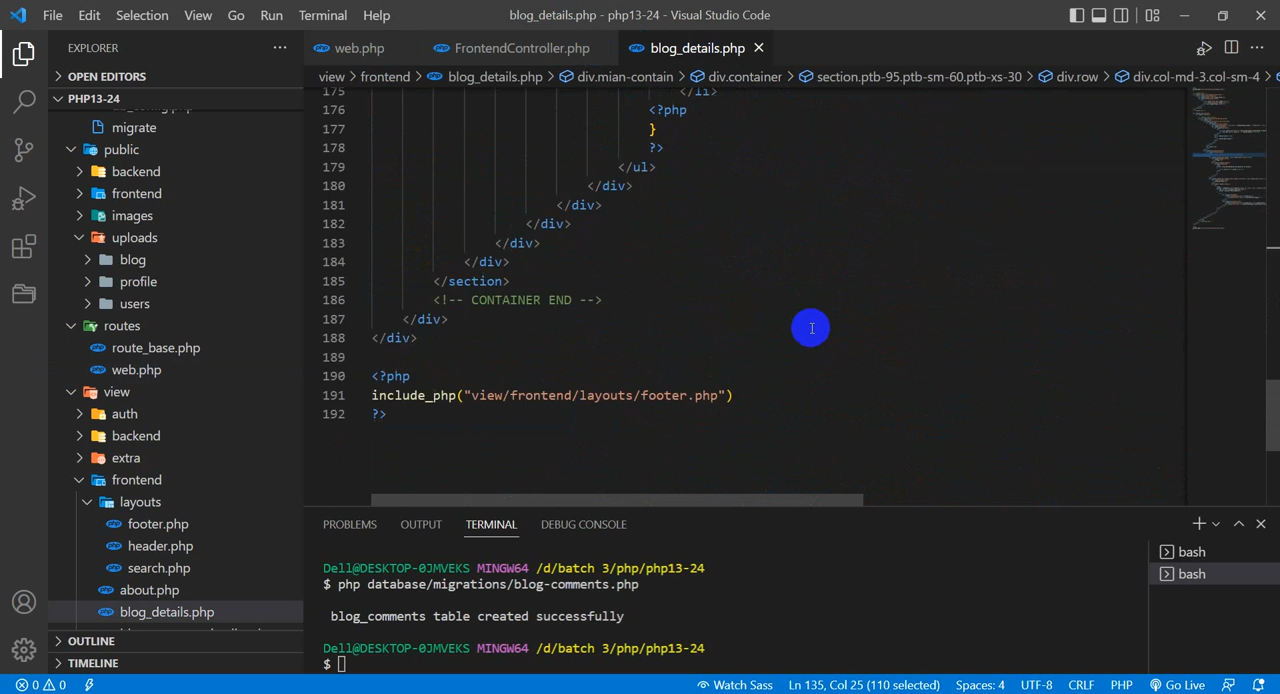 File Edit Selection View Go Run Terminal Help blog_details.php - php13-24 - Visual Studio Code
EXPLORER
OPEN EDITORS
PHP13-24
migrate
public
backend
frontend
images
uploads
blog
profile
users
routes
route_base.php
web.php
view
auth
backend
extra
frontend
layouts
footer.php
header.php
search.php
about.php
blog_details.php
OUTLINE
TIMELINE
web.php FrontendController.php blog_details.php
view > frontend > blog_details.php > div.mian-contain > div.container > section.ptb-95.ptb-sm-60.ptb-xs-30 > div.row > div.col-md-3.col-sm-4 >
175 </li>
176 <?php
177 }
178 ?>
179 </ul>
180 </div>
181 </div>
182 </div>
183 </div>
184 </div>
185 </section>
186 <!-- CONTAINER END -->
187 </div>
188 </div>
189
190 <?php
191 include_php("view/frontend/layouts/footer.php")
192 ?>
PROBLEMS OUTPUT TERMINAL DEBUG CONSOLE
Dell@DESKTOP-0JMVEKS MINGW64 /d/batch 3/php/php13-24
$ php database/migrations/blog-comments.php
blog_comments table created successfully
Dell@DESKTOP-0JMVEKS MINGW64 /d/batch 3/php/php13-24
$
bash
bash
0 0 Watch Sass Ln 135, Col 25 (110 selected) Spaces: 4 UTF-8 CRLF PHP Go Live